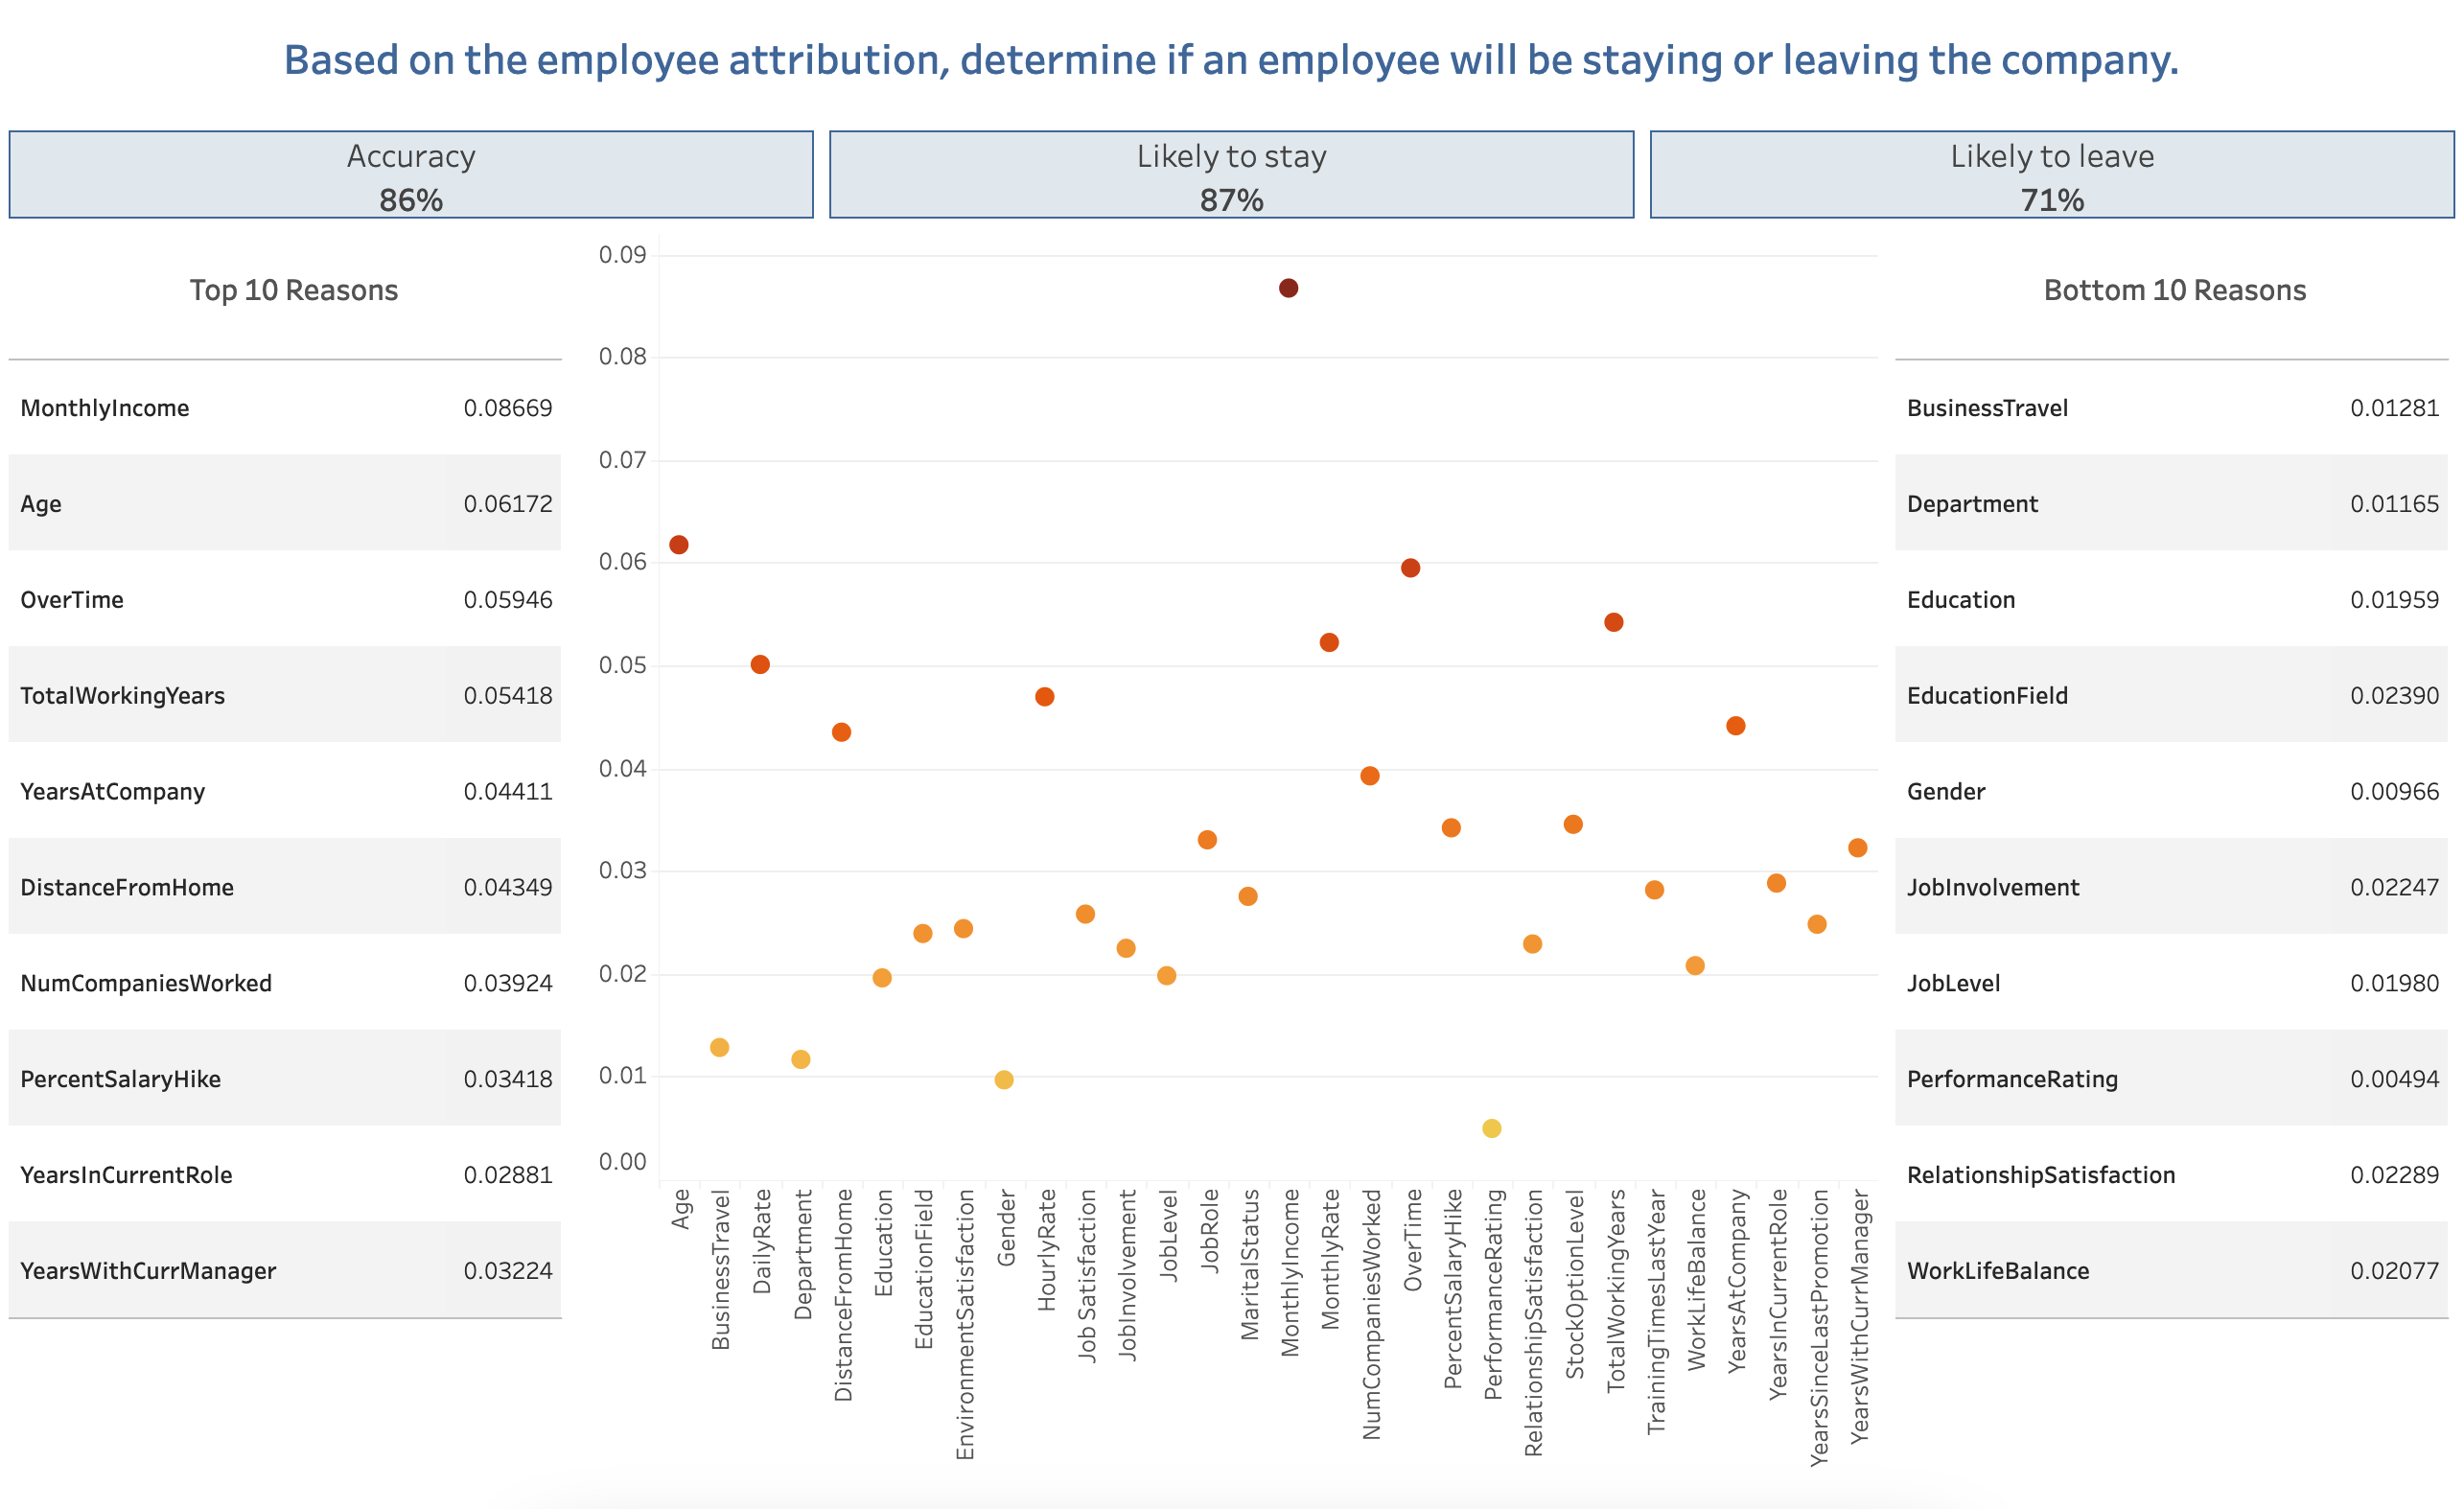 Based on the employee attribution, determine if an employee will be staying or leaving the company.
Accuracy
86%
Likely to stay
87%
Likely to leave
71%
Top 10 Reasons
MonthlyIncome 0.08669
Age 0.06172
OverTime 0.05946
TotalWorkingYears 0.05418
YearsAtCompany 0.04411
DistanceFromHome 0.04349
NumCompaniesWorked 0.03924
PercentSalaryHike 0.03418
YearsInCurrentRole 0.02881
YearsWithCurrManager 0.03224
0.09
0.08
0.07
0.06
0.05
0.04
0.03
0.02
0.01
0.00
Age
BusinessTravel
DailyRate
Department
DistanceFromHome
Education
EducationField
EnvironmentSatisfaction
Gender
HourlyRate
Job Satisfaction
JobInvolvement
JobLevel
JobRole
MaritalStatus
MonthlyIncome
MonthlyRate
NumCompaniesWorked
OverTime
PercentSalaryHike
PerformanceRating
RelationshipSatisfaction
StockOptionLevel
TotalWorkingYears
TrainingTimesLastYear
WorkLifeBalance
YearsAtCompany
YearsInCurrentRole
YearsSinceLastPromotion
YearsWithCurrManager
Bottom 10 Reasons
BusinessTravel 0.01281
Department 0.01165
Education 0.01959
EducationField 0.02390
Gender 0.00966
JobInvolvement 0.02247
JobLevel 0.01980
PerformanceRating 0.00494
RelationshipSatisfaction 0.02289
WorkLifeBalance 0.02077